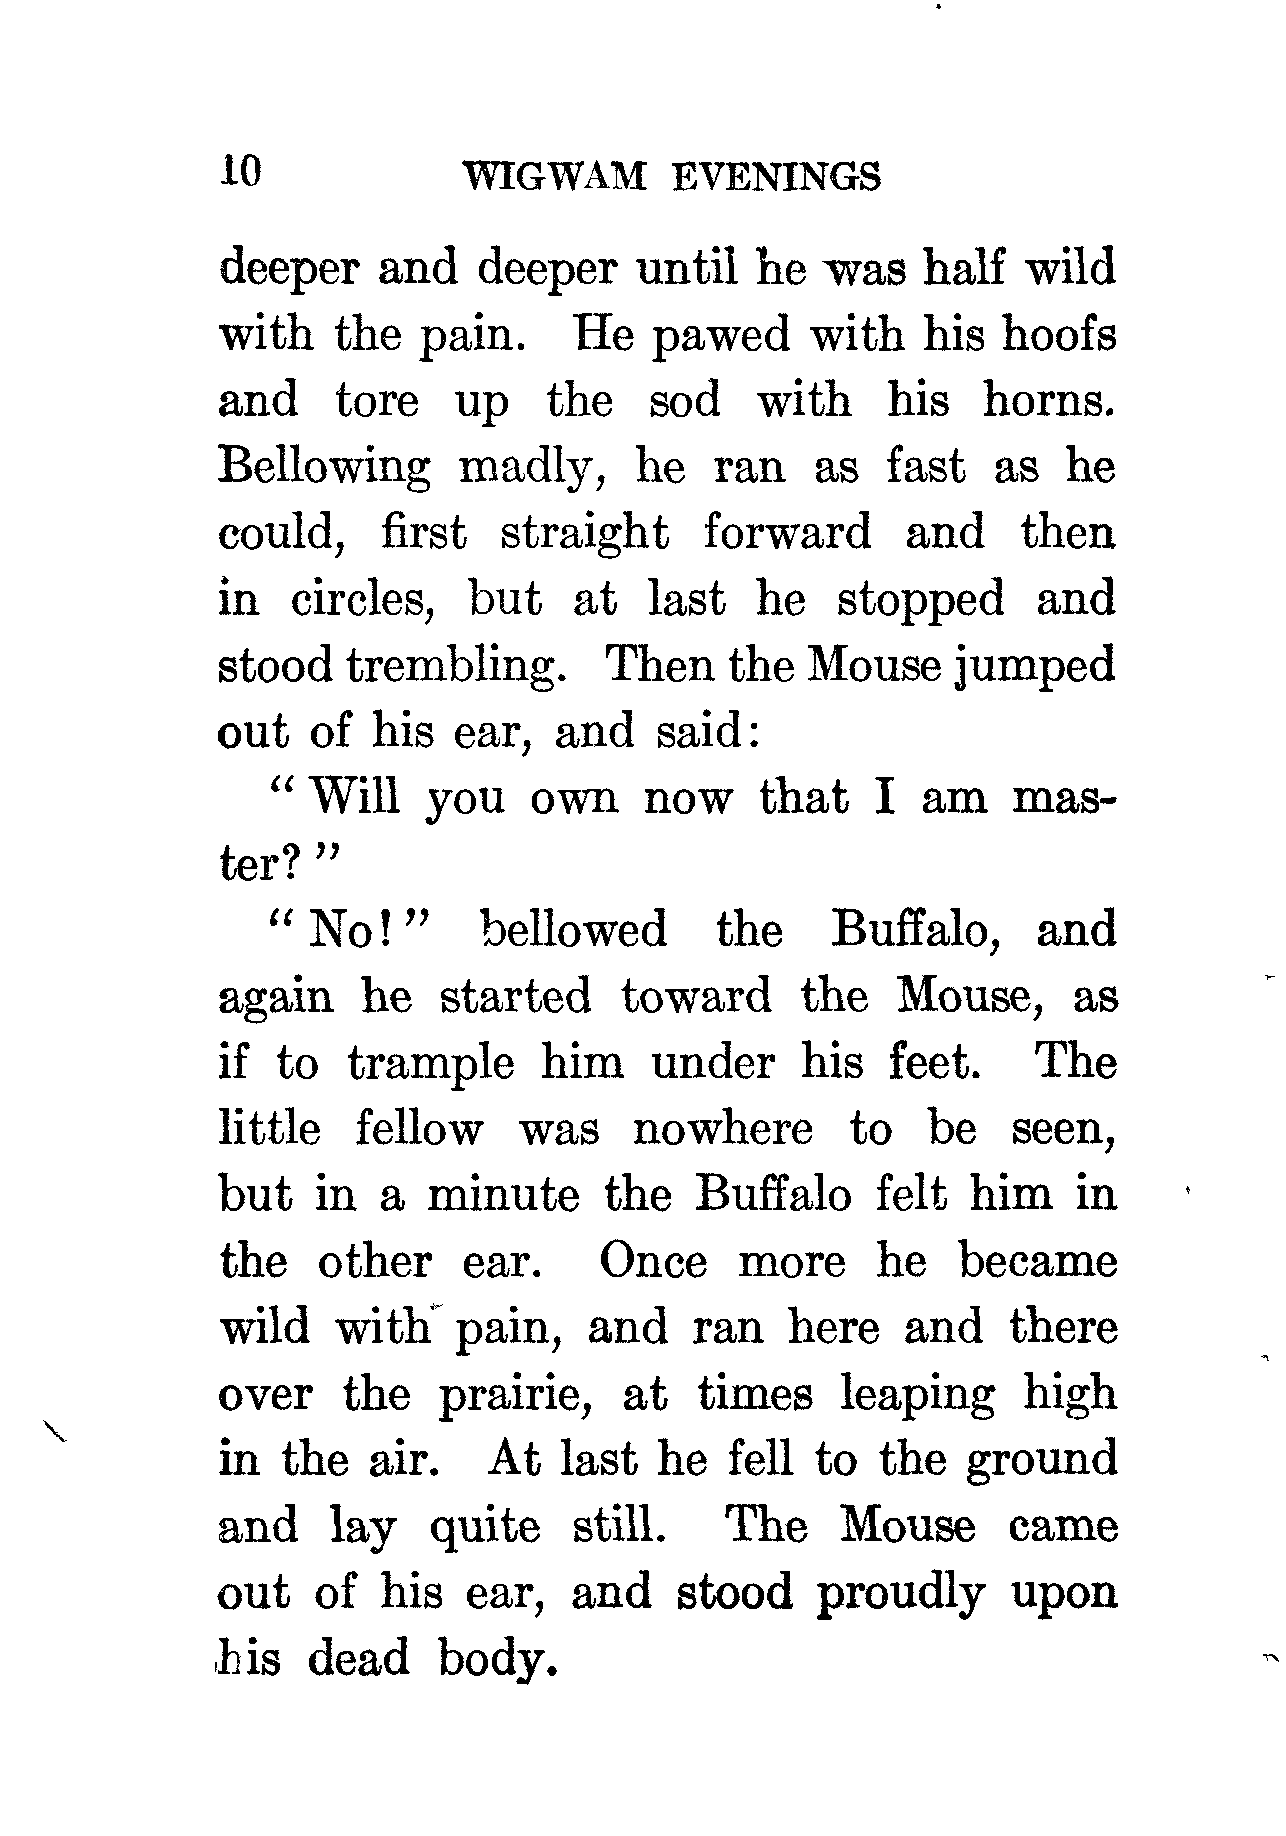 10 WIGWAM EVENINGS
deeper and deeper until he was half wild
with the pain. He pawed with his hoofs
and tore up the sod with his horns.
Bellowing madly, he ran as fast as he
could, first straight forward and then
in circles, but at last he stopped and
stood trembling. Then the Mouse jumped
out of his ear, and said:
" Will you own now that I am mas-
ter? "
" No! " bellowed the Buffalo, and
again he started toward the Mouse, as
if to trample him under his feet. The
little fellow was nowhere to be seen,
but in a minute the Buffalo felt him in
the other ear. Once more he became
wild with pain, and ran here and there
over the prairie, at times leaping high
in the air. At last he fell to the ground
and lay quite still. The Mouse came
out of his ear, and stood proudly upon
his dead body.